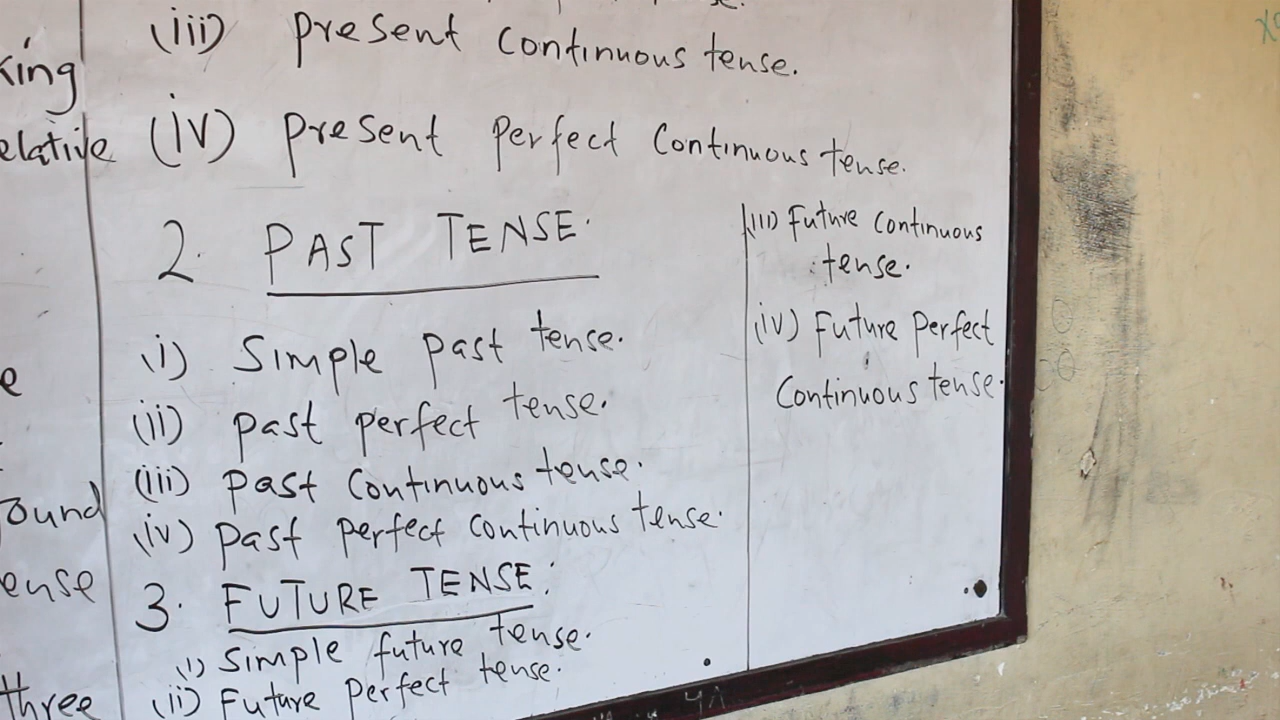 king
elative
e
ound
ense
three
(iii) present continuous tense.
(iv) present perfect continuous tense.
2. PAST TENSE.
(i) Simple past tense.
(ii) past perfect tense.
(iii) past continuous tense.
(iv) past perfect continuous tense.
3. FUTURE TENSE:
(i) Simple future tense.
(ii) Future perfect tense.
(iii) Future continuous
tense.
(iv) Future perfect
Continuous tense.